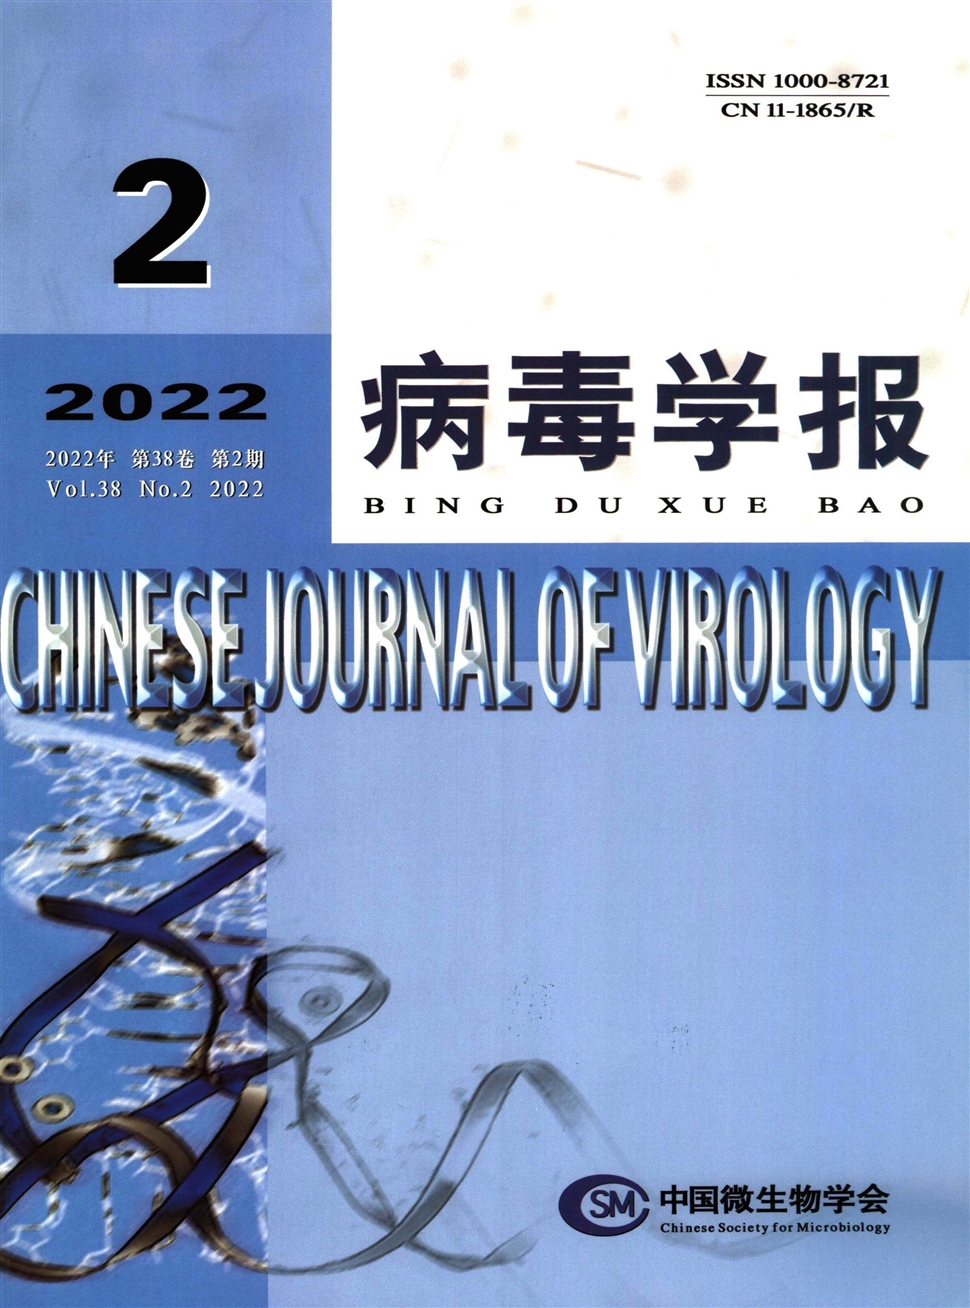 ISSN 1000-8721
CN 11-1865/R
2
2022
2022年 第38卷 第2期
Vol.38 No.2 2022
病毒学报
BING DU XUE BAO
CHINESE JOURNAL OF VIROLOGY
CSM
中国微生物学会
Chinese Society for Microbiology